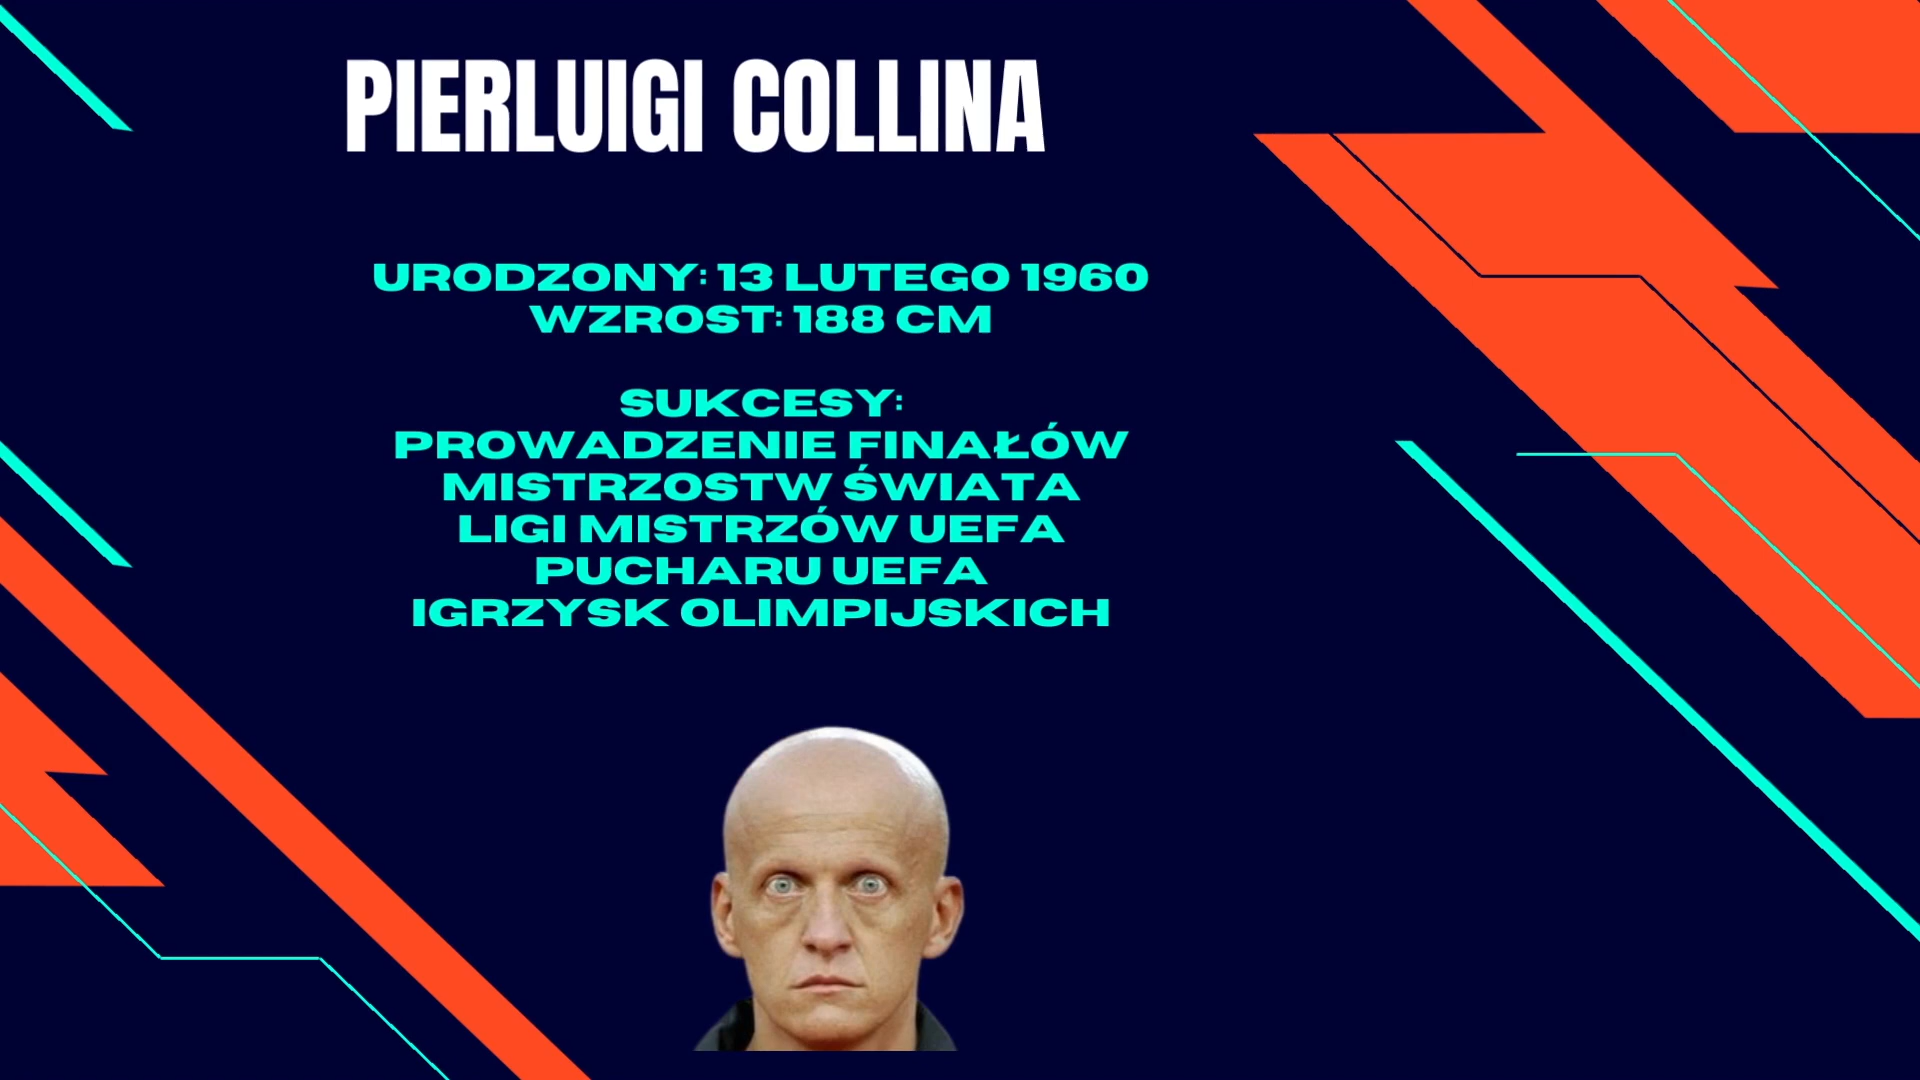 PIERLUIGI COLLINA
URODZONY: 13 LUTEGO 1960
WZROST: 188 CM
SUKCESY:
PROWADZENIE FINAŁÓW
MISTRZOSTW ŚWIATA
LIGI MISTRZÓW UEFA
PUCHARU UEFA
IGRZYSK OLIMPIJSKICH